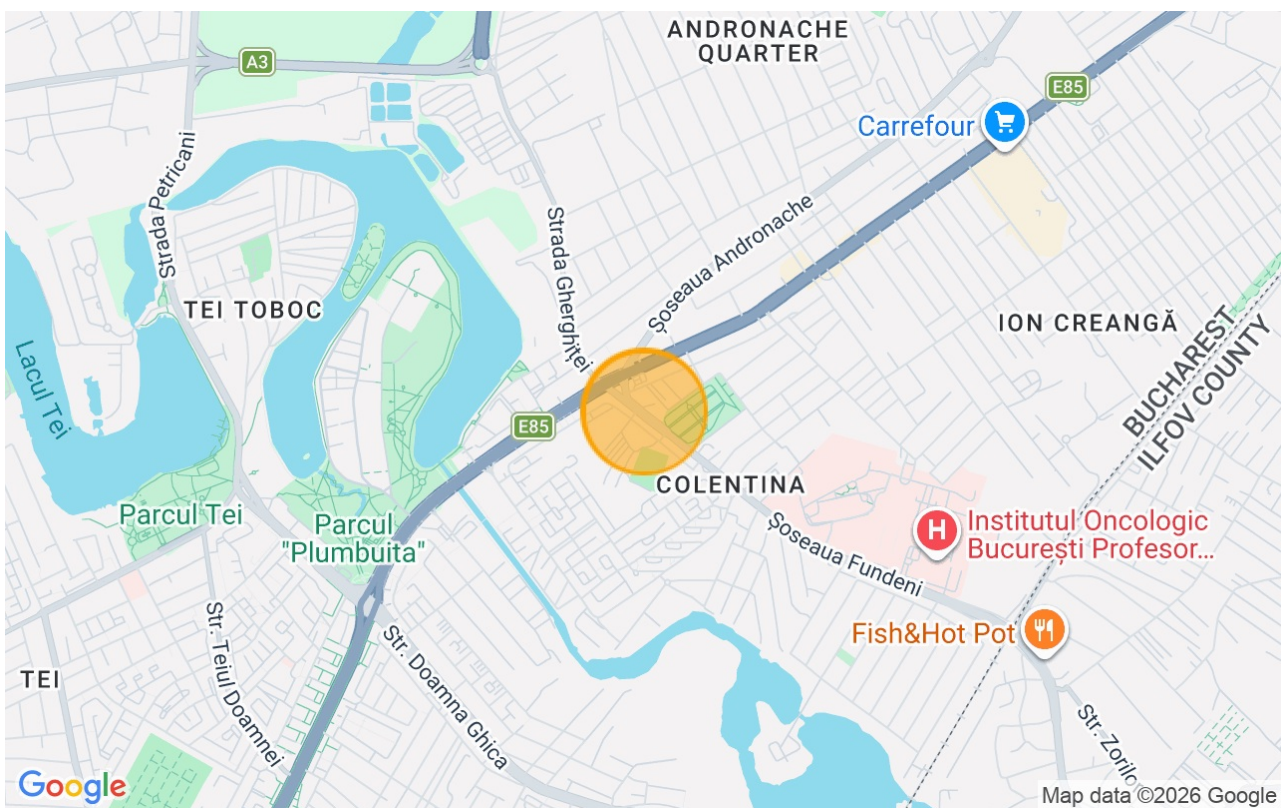 ANDRONACHE
QUARTER
A3
E85
Carrefour
Strada Petricani
Strada Gherghiței
Șoseaua Andronache
TEI TOBOC
ION CREANGĂ
Lacul Tei
BUCHAREST
ILFOV COUNTY
E85
COLENTINA
Parcul Tei
Parcul
"Plumbuita"
Șoseaua Fundeni
H
Institutul Oncologic
București Profesor...
Fish&Hot Pot
Str. Teiul Doamnei
Str. Doamna Ghica
TEI
Str. Zorilo
Google
Map data ©2026 Google